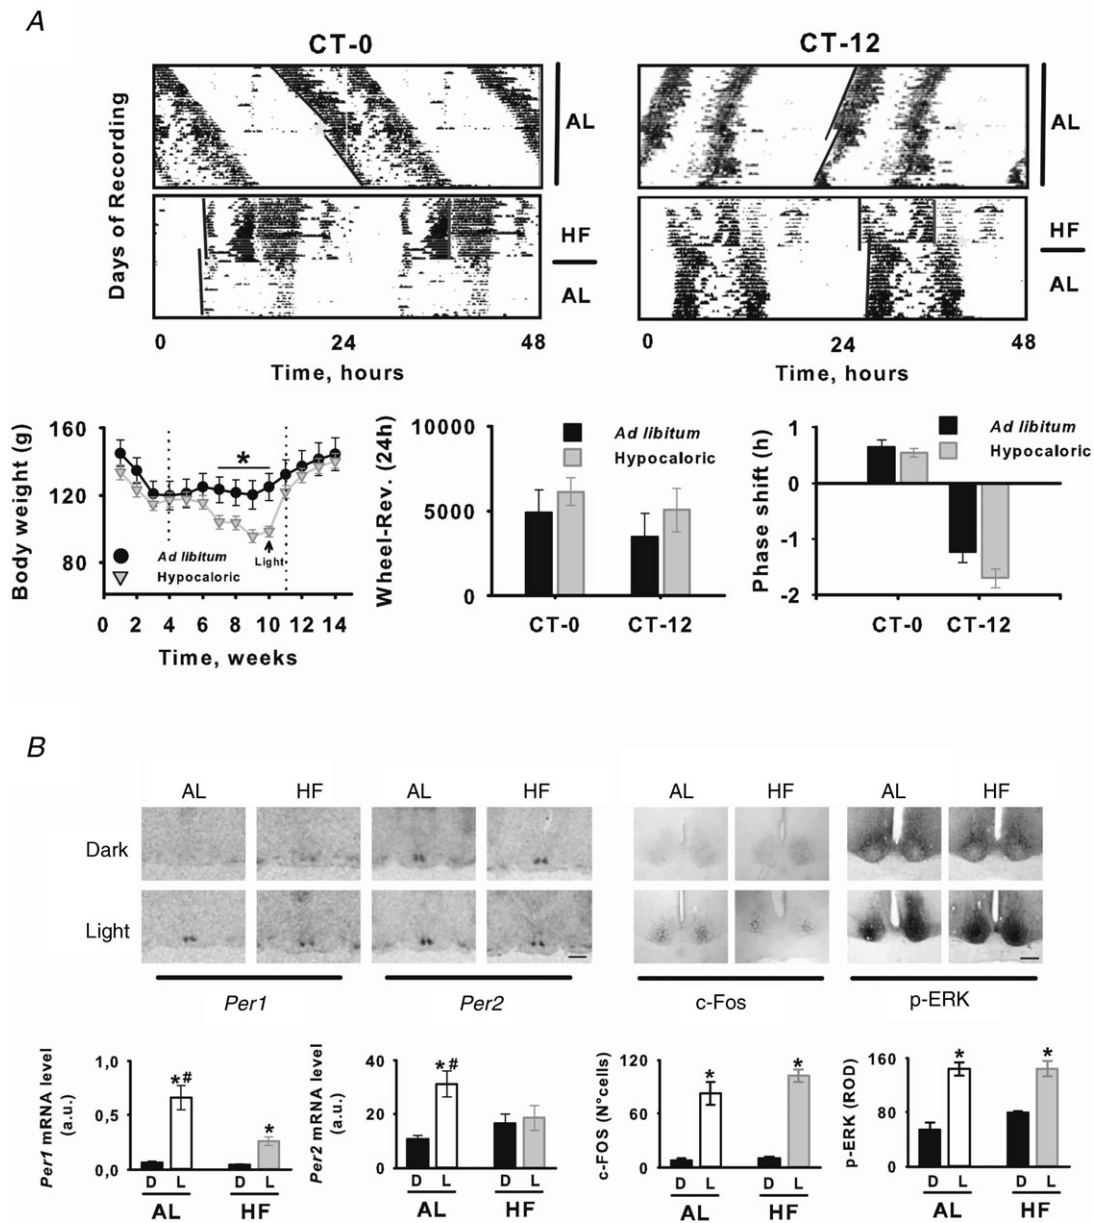 A
CT-0
CT-12
Days of Recording
AL
HF
AL
AL
HF
AL
0
24
48
0
24
48
Time, hours
Time, hours
Body weight (g)
160
120
80
*
Ad libitum
Hypocaloric
Light
0 2 4 6 8 10 12 14
Time, weeks
Wheel-Rev. (24h)
10000
5000
0
Ad libitum
Hypocaloric
CT-0 CT-12
Phase shift (h)
1
0
-1
-2
Ad libitum
Hypocaloric
CT-0 CT-12
B
AL HF AL HF AL HF AL HF
Dark
Light
Per1 Per2 c-Fos p-ERK
Per1 mRNA level
(a.u.)
1,0
0,5
0,0
*#
*
D L D L
AL HF
Per2 mRNA level
(a.u.)
40
20
0
*#
D L D L
AL HF
c-FOS (N°cells)
120
60
0
*
*
D L D L
AL HF
p-ERK (ROD)
160
80
0
*
*
D L D L
AL HF